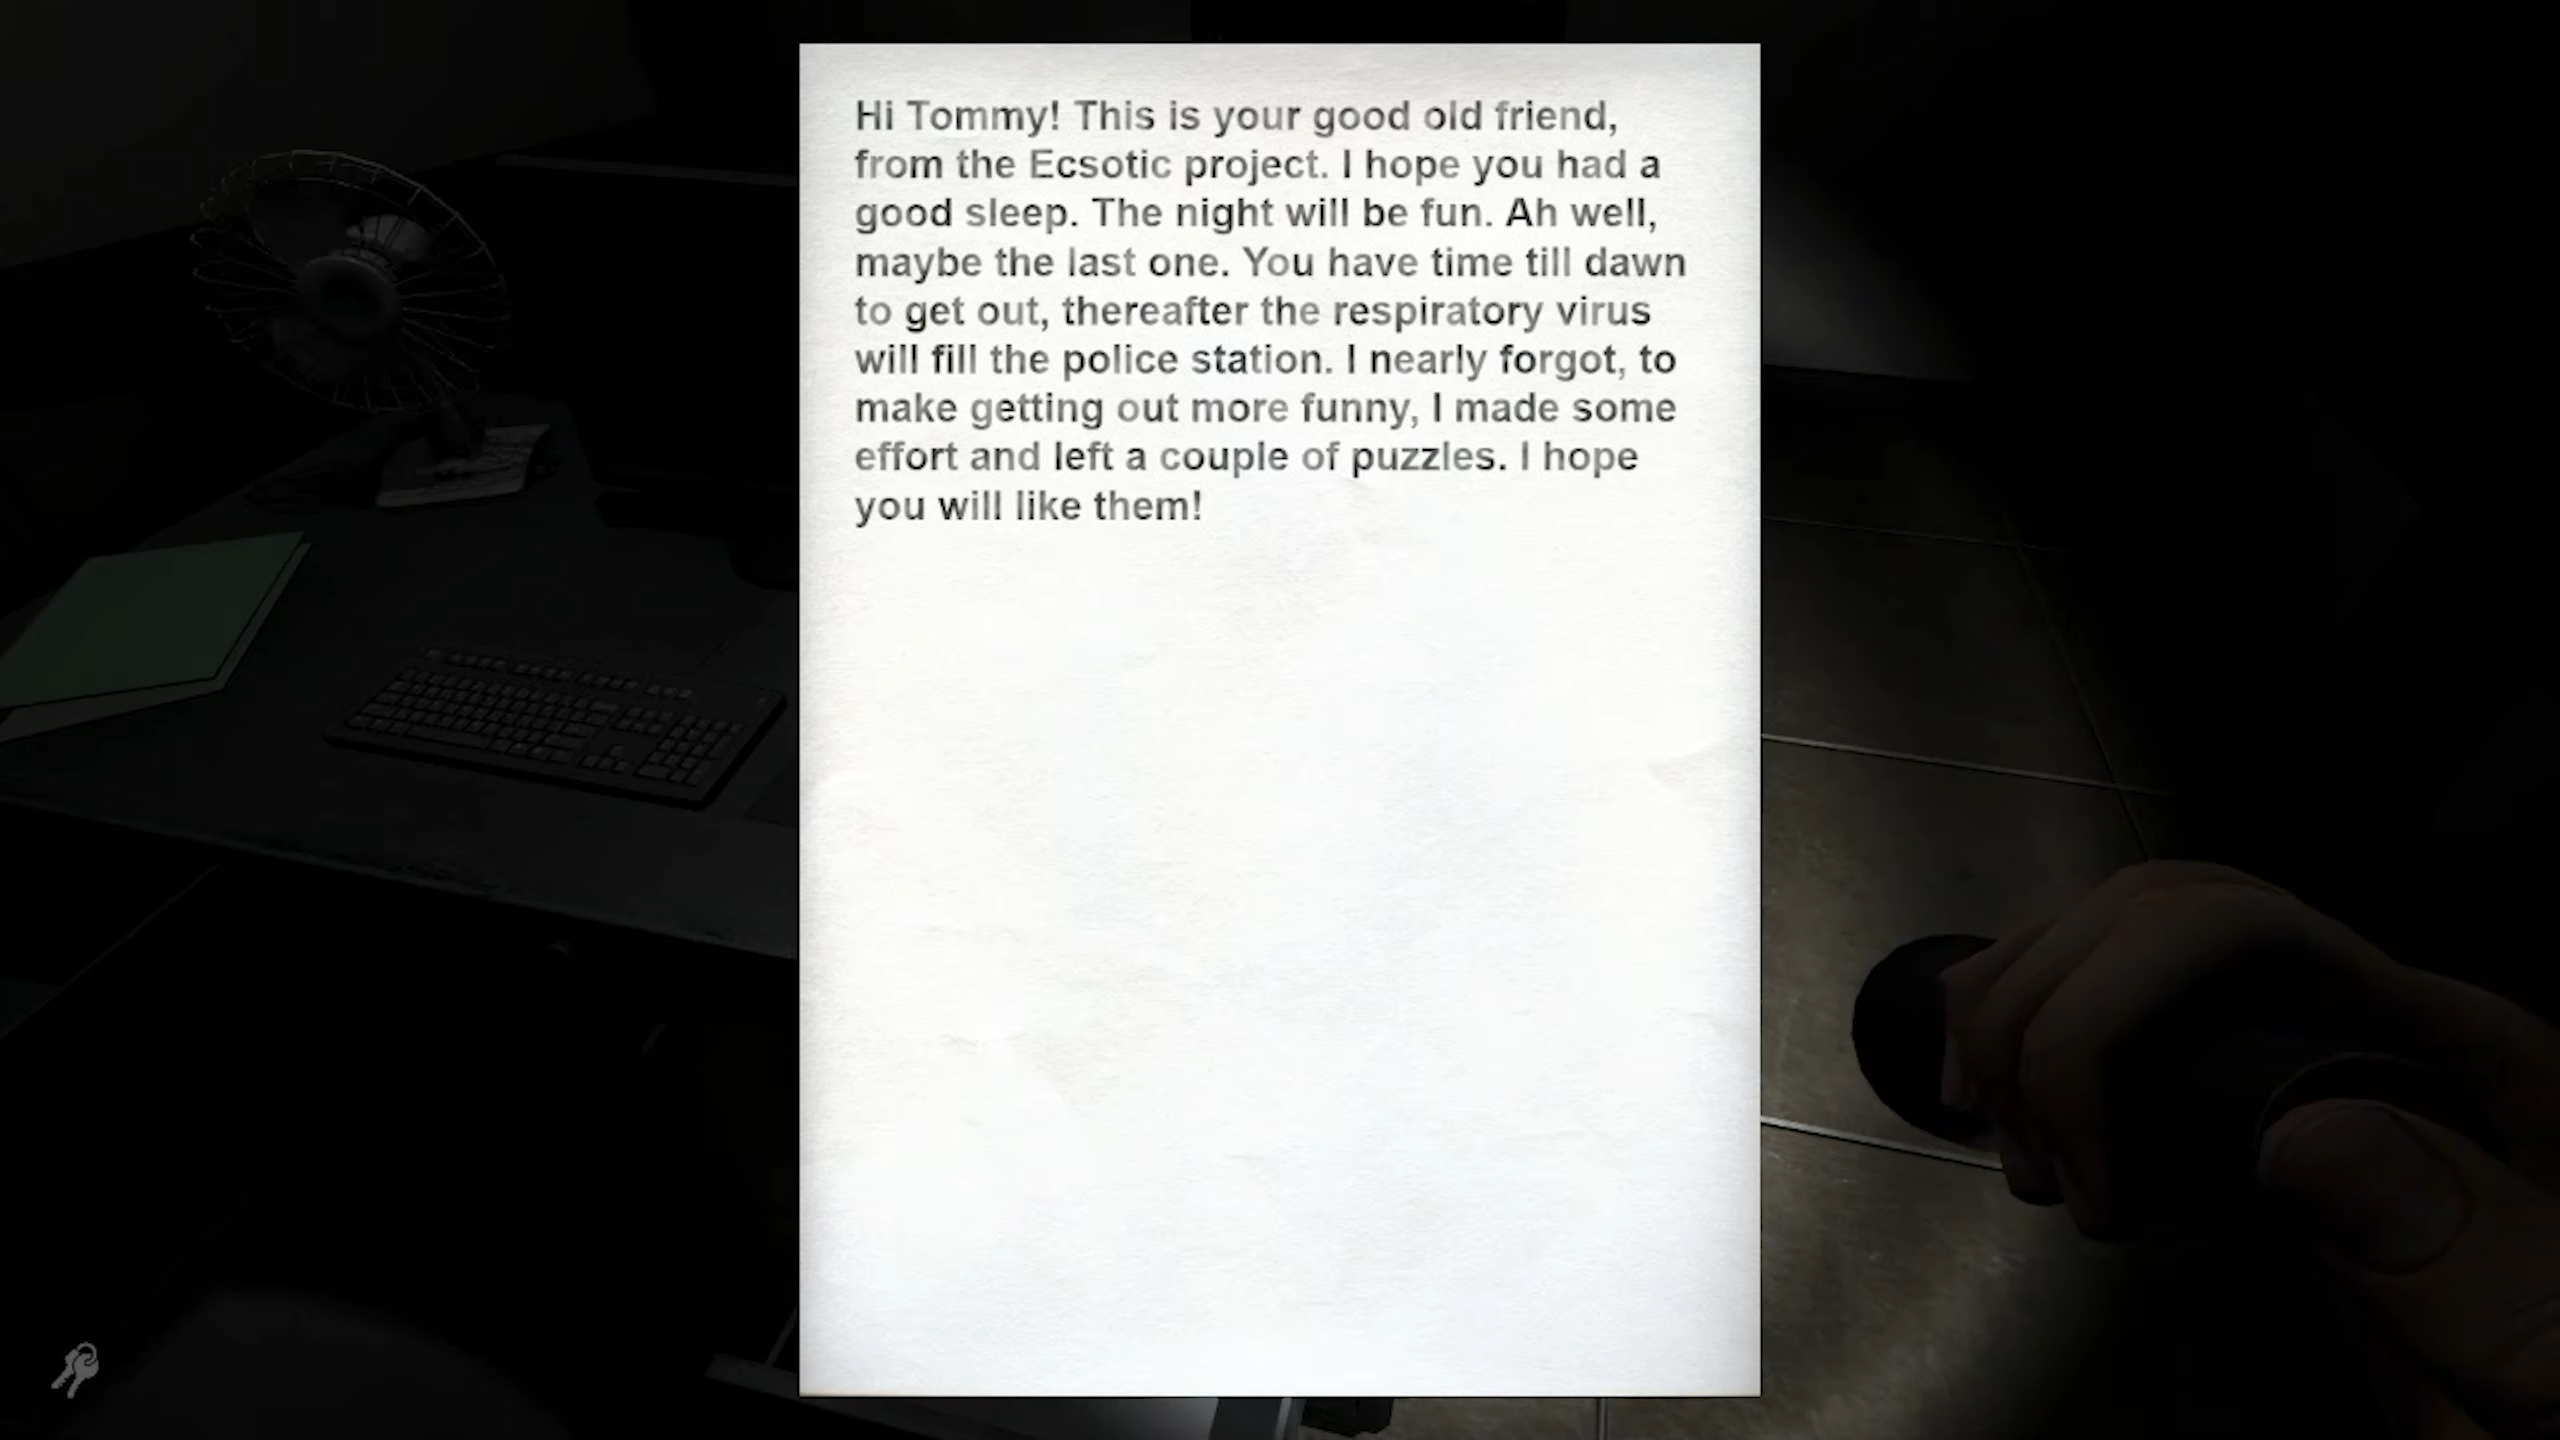 Hi Tommy! This is your good old friend,
from the Ecsotic project. I hope you had a
good sleep. The night will be fun. Ah well,
maybe the last one. You have time till dawn
to get out, thereafter the respiratory virus
will fill the police station. I nearly forgot, to
make getting out more funny, I made some
effort and left a couple of puzzles. I hope
you will like them!